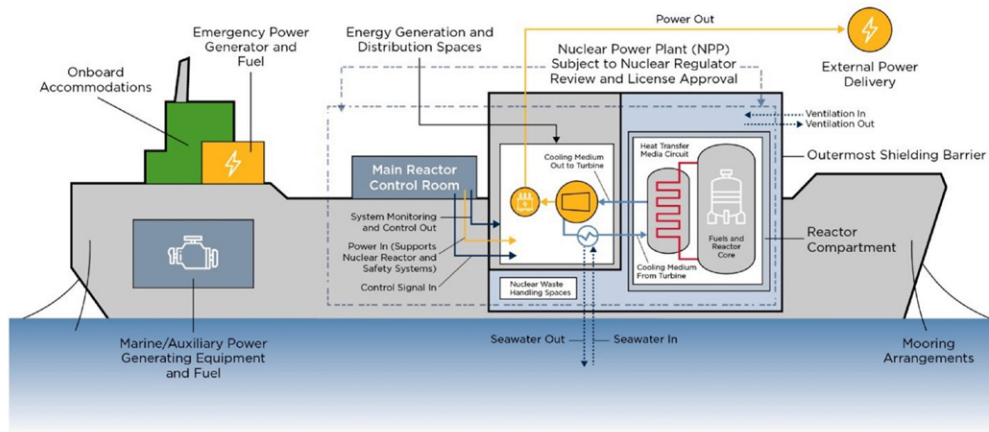 Power Out
Emergency Power
Generator and
Fuel
Energy Generation and
Distribution Spaces
Nuclear Power Plant (NPP)
Subject to Nuclear Regulator
Review and License Approval
External Power
Delivery
Onboard
Accommodations
Ventilation In
Ventilation Out
Main Reactor
Control Room
Cooling Medium
Out to Turbine
Heat Transfer
Media Circuit
Outermost Shielding Barrier
System Monitoring
and Control Out
Power In (Supports
Nuclear Reactor and
Safety Systems)
Control Signal In
Fuels and
Reactor
Core
Reactor
Compartment
Cooling Medium
From Turbine
Nuclear Waste
Handling Spaces
Seawater Out
Seawater In
Marine/Auxiliary Power
Generating Equipment
and Fuel
Mooring
Arrangements